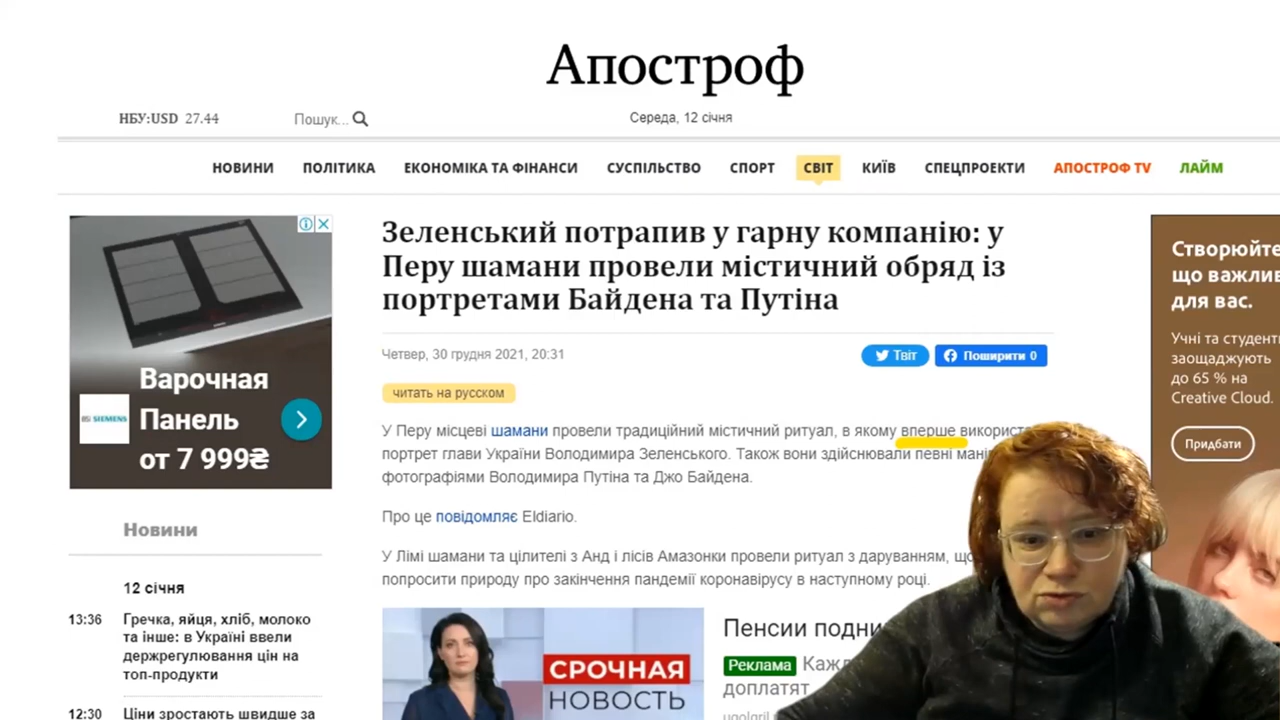 Апостроф
НБУ:USD 27.44
Пошук...
Середа, 12 січня
НОВИНИ ПОЛІТИКА ЕКОНОМІКА ТА ФІНАНСИ СУСПІЛЬСТВО СПОРТ СВІТ КИЇВ СПЕЦПРОЕКТИ АПОСТРОФ TV ЛАЙМ
Варочная
Панель
от 7 999₴
SIEMENS
Новини
12 січня
13:36 Гречка, яйця, хліб, молоко
та інше: в Україні ввели
держрегулювання цін на
топ-продукти
12:30 Ціни зростають швидше за
Зеленський потрапив у гарну компанію: у
Перу шамани провели містичний обряд із
портретами Байдена та Путіна
Четвер, 30 грудня 2021, 20:31
Твіт
Поширити 0
читать на русском
У Перу місцеві шамани провели традиційний містичний ритуал, в якому вперше
портрет глави України Володимира Зеленського. Також вони здійснювали певні
фотографіями Володимира Путіна та Джо Байдена.
Про це повідомляє Eldiario.
У Лімі шамани та цілителі з Анд і лісів Амазонки провели ритуал з даруванням,
попросити природу про закінчення пандемії коронавірусу в наступному році.
СРОЧНАЯ
НОВОСТЬ
Пенсии
Реклама
доплатят
Створюйте
що
для вас.
Учні та
заощаджують
до 65 % на
Creative Cloud.
Придбати